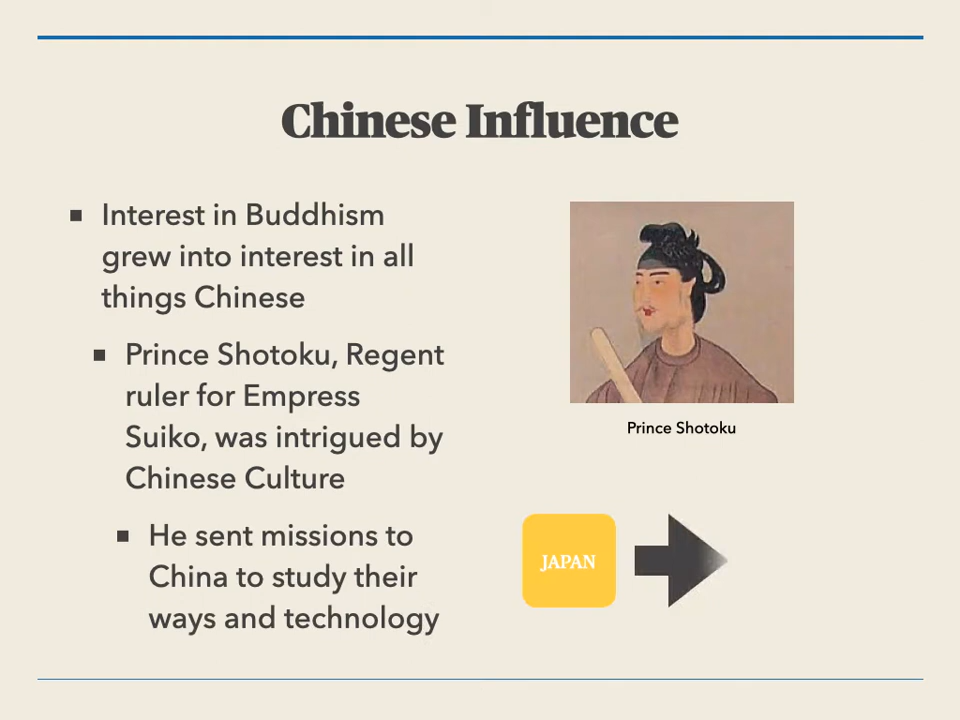 Chinese Influence
Interest in Buddhism
grew into interest in all
things Chinese
Prince Shotoku, Regent
ruler for Empress
Suiko, was intrigued by
Chinese Culture
He sent missions to
China to study their
ways and technology
Prince Shotoku
JAPAN